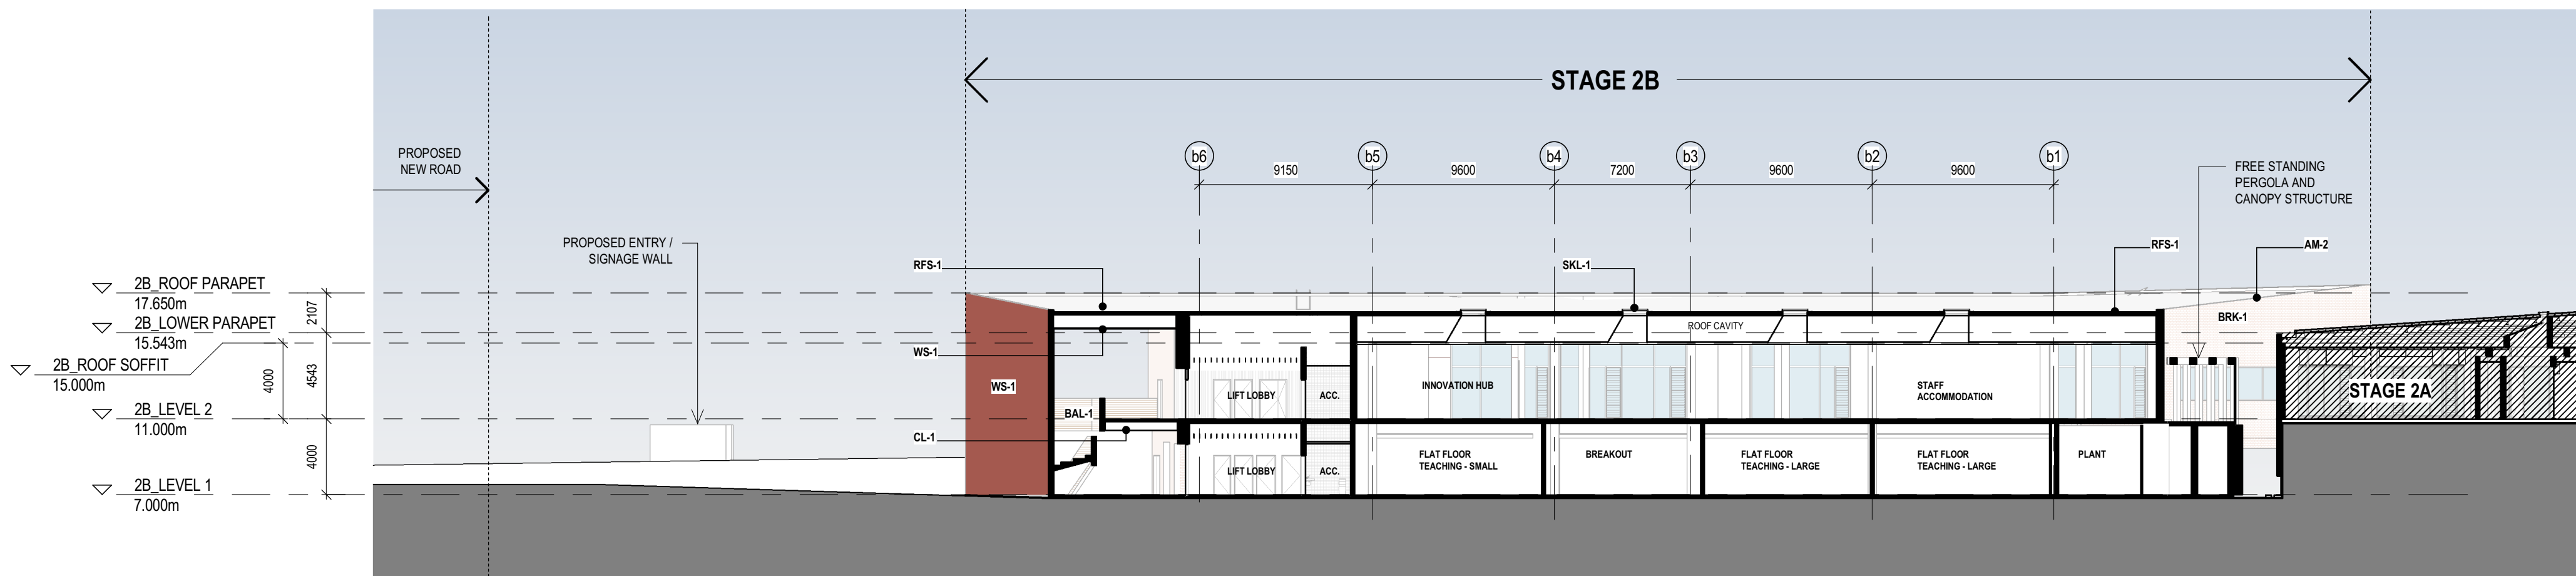 STAGE 2B
PROPOSED
NEW ROAD
b6
b5
b4
b3
b2
b1
9150
9600
7200
9600
9600
FREE STANDING
PERGOLA AND
CANOPY STRUCTURE
PROPOSED ENTRY /
SIGNAGE WALL
RFS-1
SKL-1
RFS-1
AM-2
2B_ROOF PARAPET
17.650m
2107
2B_LOWER PARAPET
15.543m
2B_ROOF SOFFIT
15.000m
4000
4543
2B_LEVEL 2
11.000m
4000
2B_LEVEL 1
7.000m
BRK-1
ROOF CAVITY
WS-1
WS-1
INNOVATION HUB
STAFF
ACCOMMODATION
STAGE 2A
LIFT LOBBY
ACC.
BAL-1
CL-1
FLAT FLOOR
TEACHING - SMALL
BREAKOUT
FLAT FLOOR
TEACHING - LARGE
FLAT FLOOR
TEACHING - LARGE
PLANT
LIFT LOBBY
ACC.